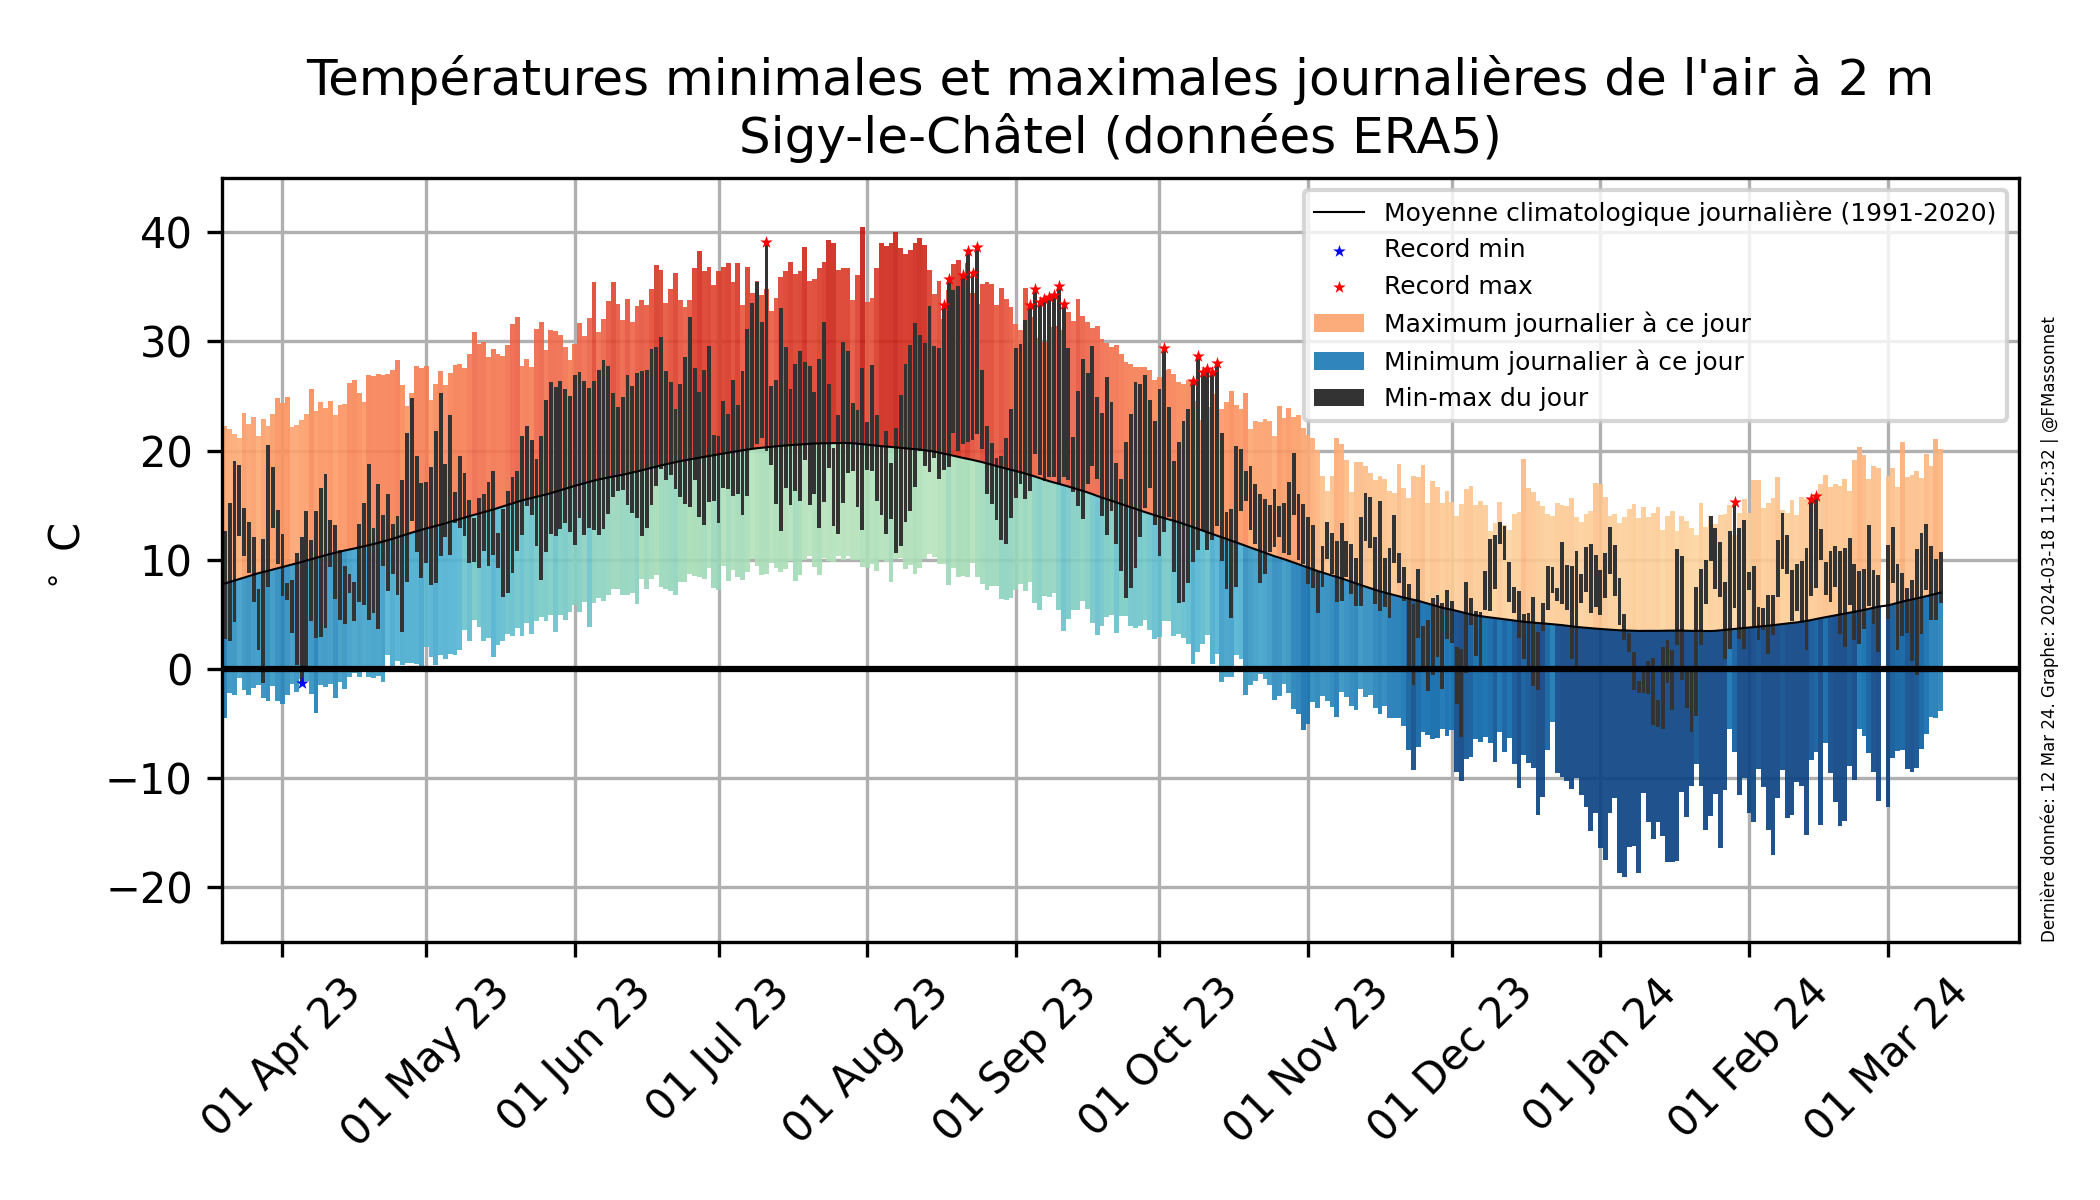 Températures minimales et maximales journalières de l'air à 2 m
Sigy-le-Châtel (données ERA5)
Moyenne climatologique journalière (1991-2020)
Record min
Record max
Maximum journalier à ce jour
Minimum journalier à ce jour
Min-max du jour
° C
40
30
20
10
0
−10
−20
01 Apr 23
01 May 23
01 Jun 23
01 Jul 23
01 Aug 23
01 Sep 23
01 Oct 23
01 Nov 23
01 Dec 23
01 Jan 24
01 Feb 24
01 Mar 24
Dernière donnée: 12 Mar 24. Graphe: 2024-03-18 11:25:32 | @FMassonnet